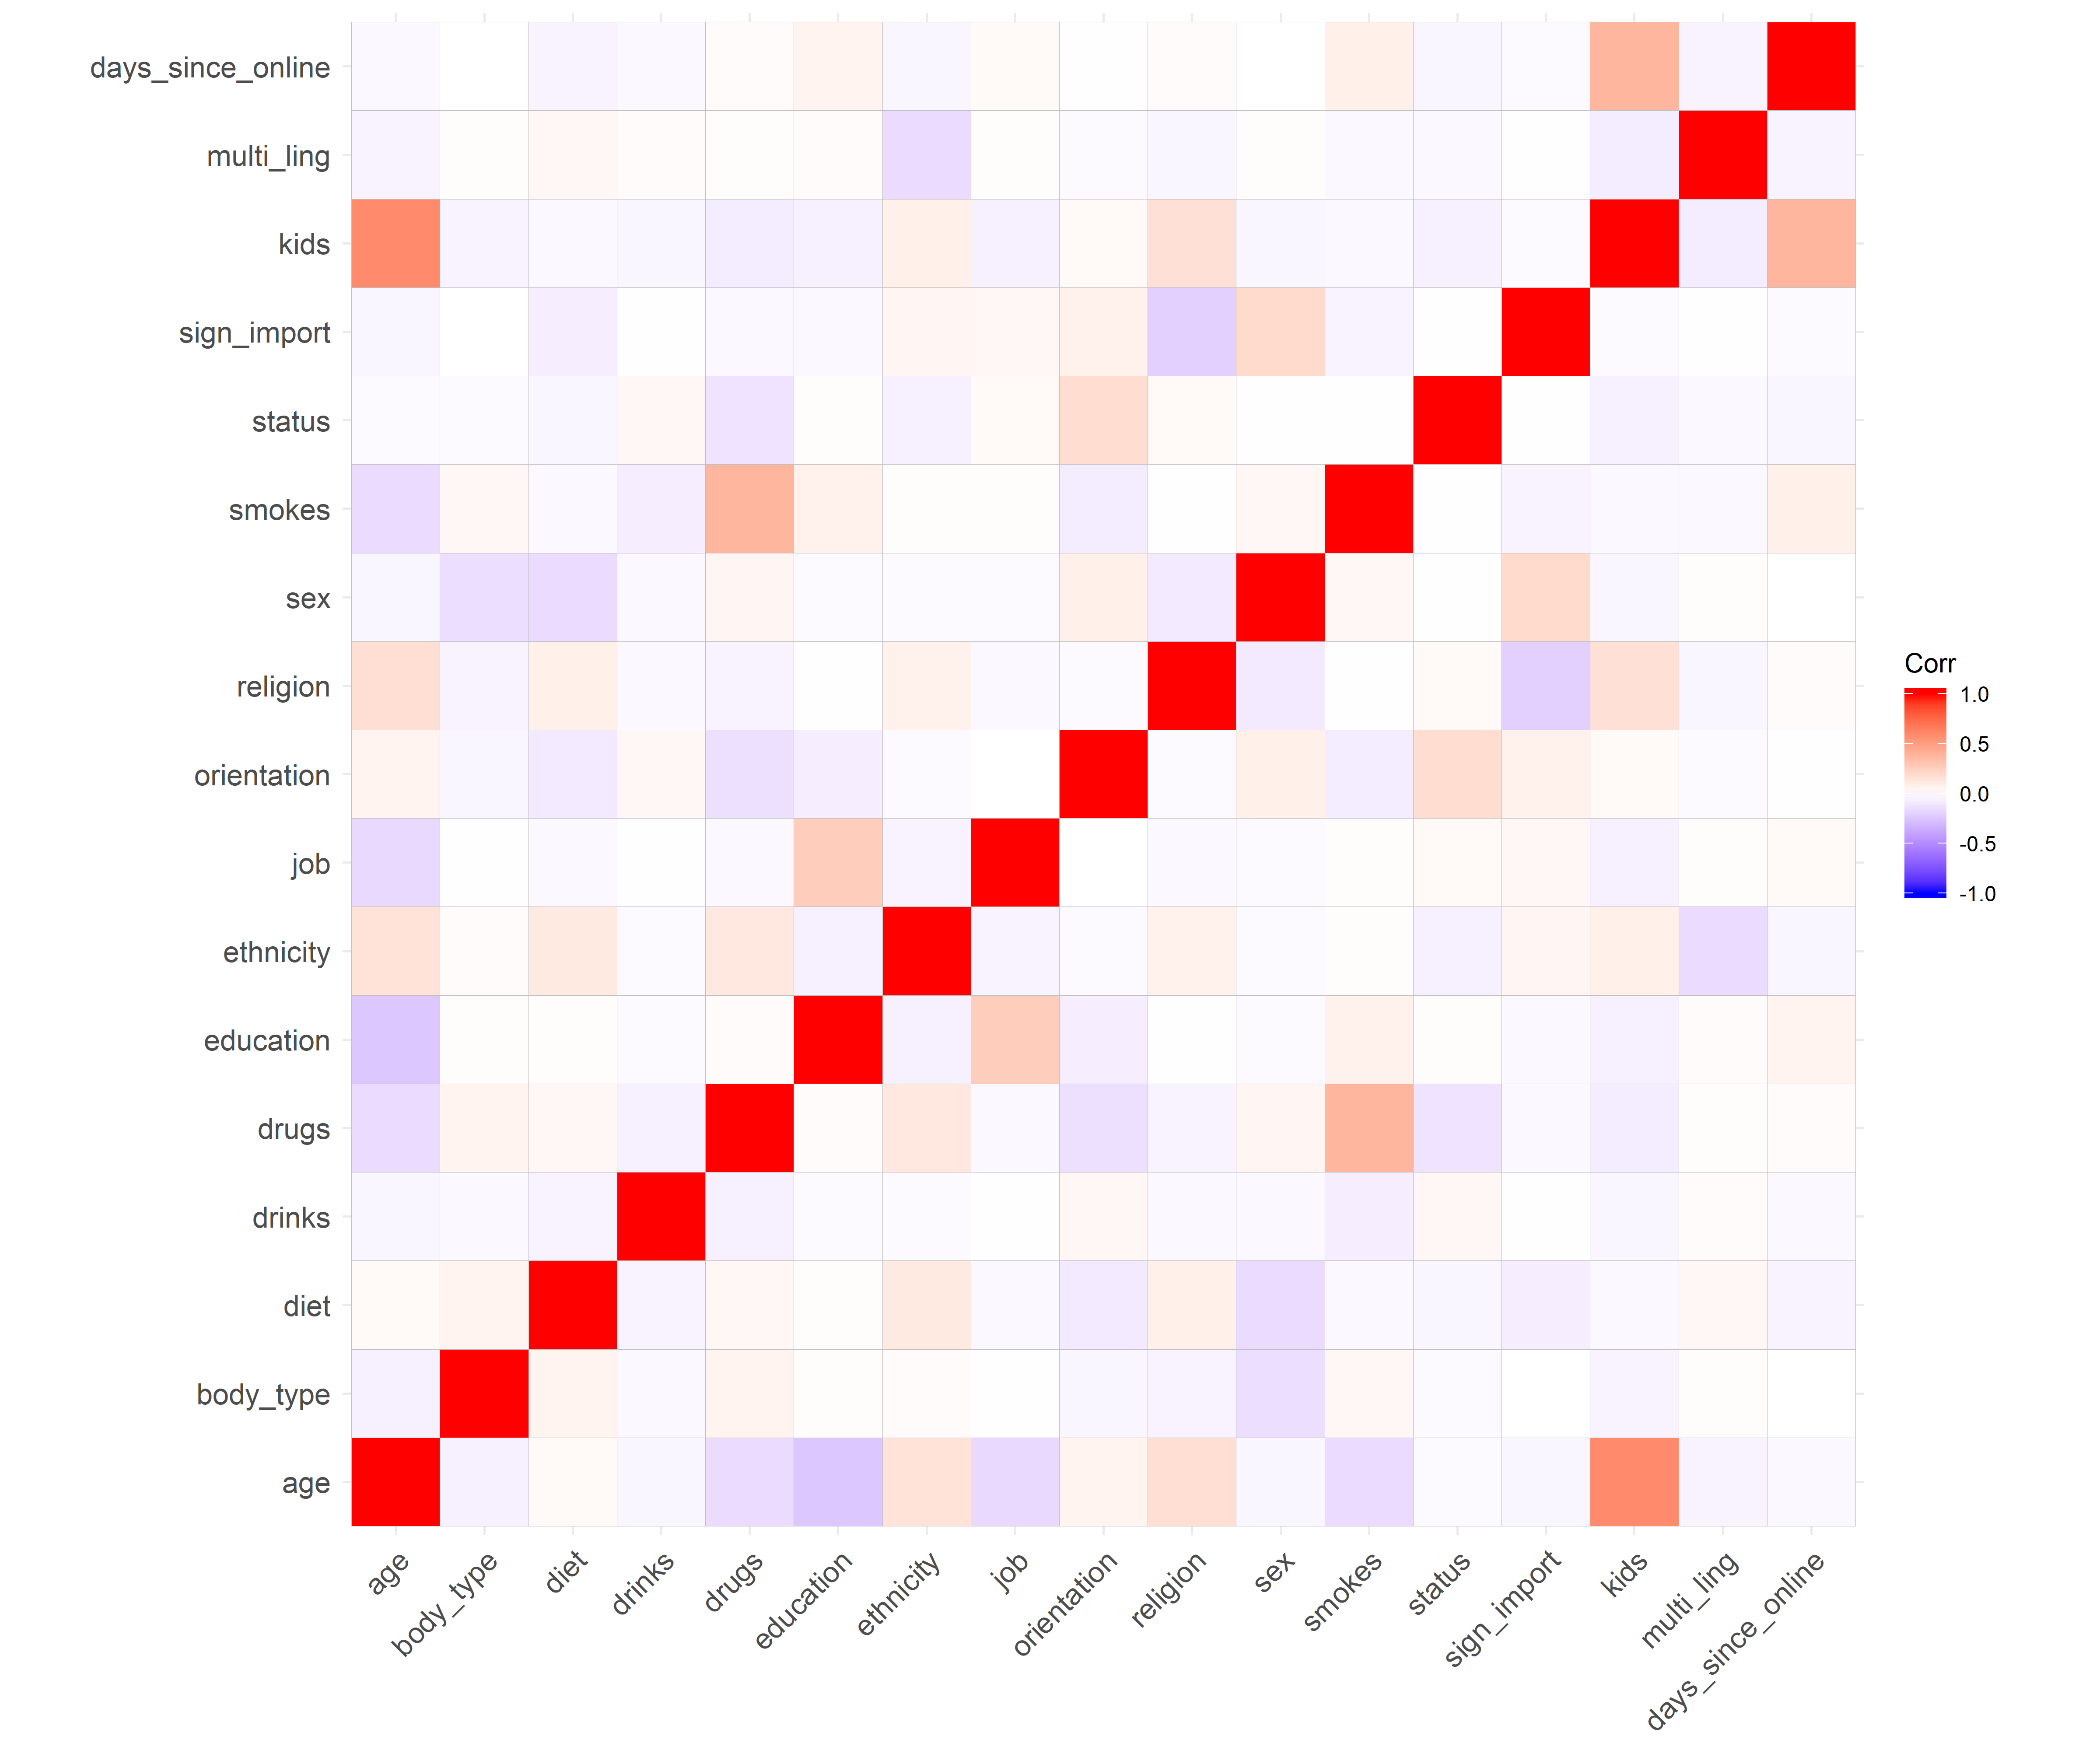 days_since_online
multi_ling
kids
sign_import
status
smokes
sex
religion
orientation
job
ethnicity
education
drugs
drinks
diet
body_type
age
age
body_type
diet
drinks
drugs
education
ethnicity
job
orientation
religion
sex
smokes
status
sign_import
kids
multi_ling
days_since_online
Corr
1.0
0.5
0.0
-0.5
-1.0